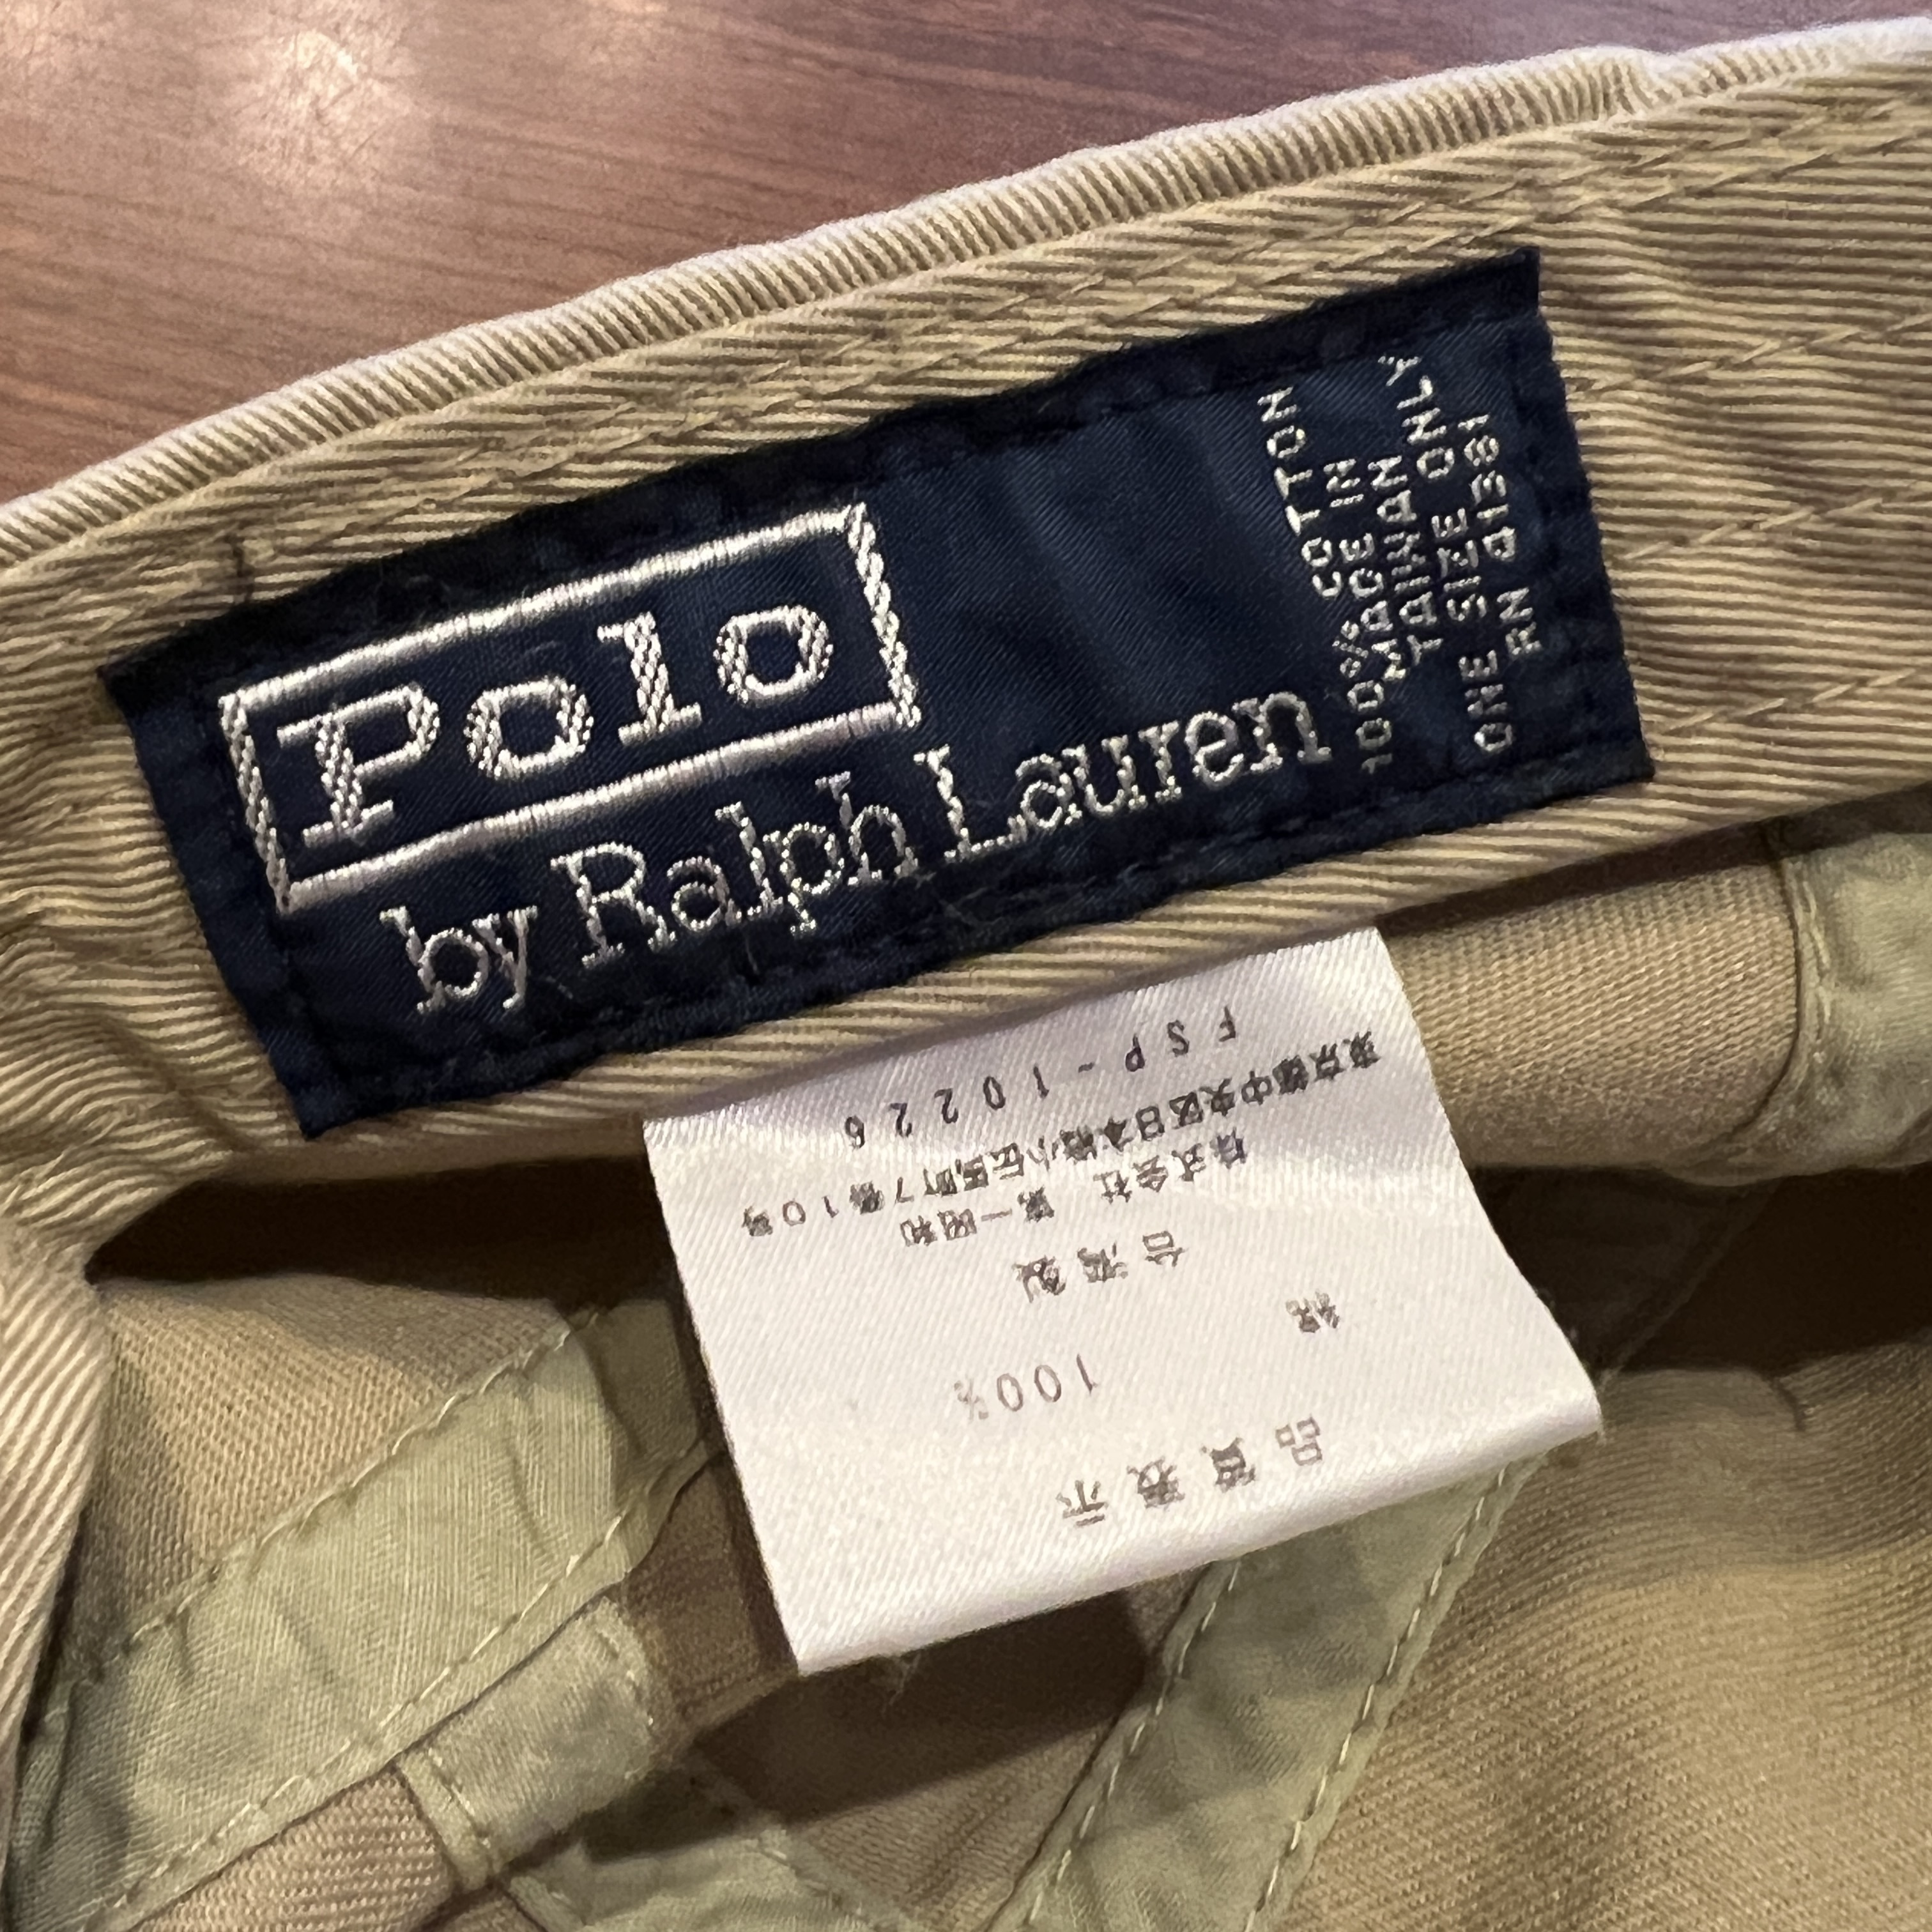 Polo
by Ralph Lauren
100% COTTON
MADE IN
TAIWAN
ONE SIZE ONLY
RN 41381
品質表示
綿
100%
台湾製
株式会社 第一昭和
東京都中央区日本橋小伝馬町7番10号
FSP-10226